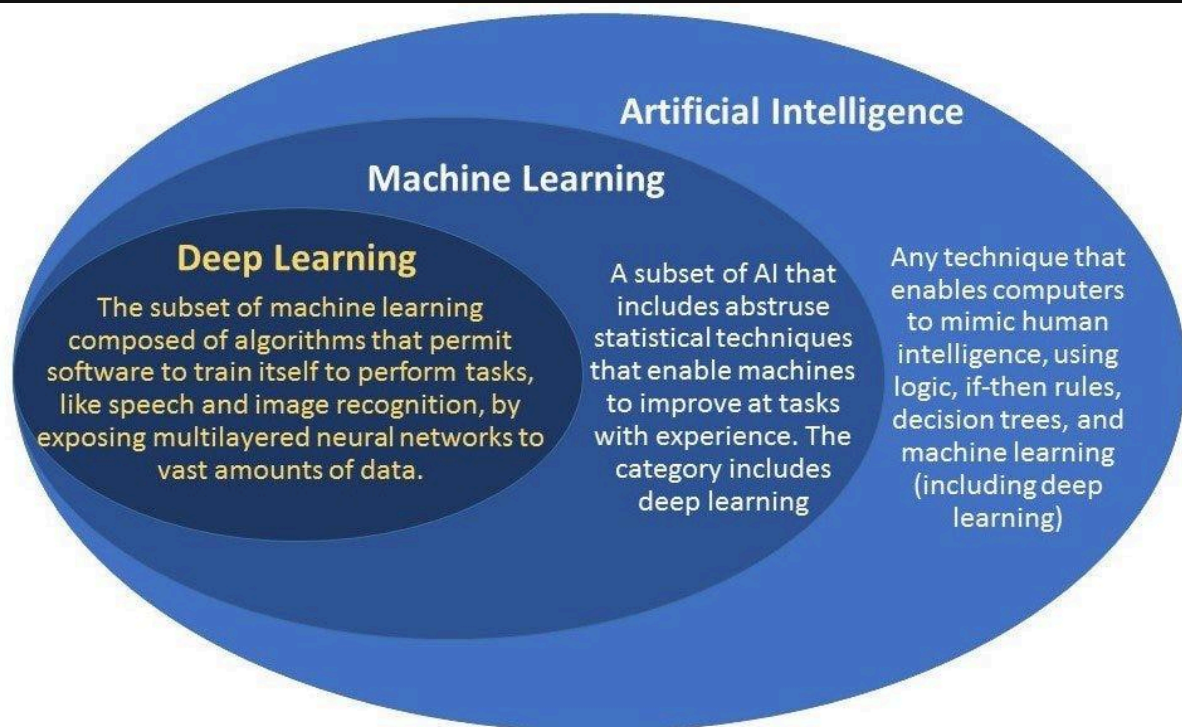 Artificial Intelligence
Machine Learning
Deep Learning
The subset of machine learning
composed of algorithms that permit
software to train itself to perform tasks,
like speech and image recognition, by
exposing multilayered neural networks to
vast amounts of data.
A subset of AI that
includes abstruse
statistical techniques
that enable machines
to improve at tasks
with experience. The
category includes
deep learning
Any technique that
enables computers
to mimic human
intelligence, using
logic, if-then rules,
decision trees, and
machine learning
(including deep
learning)